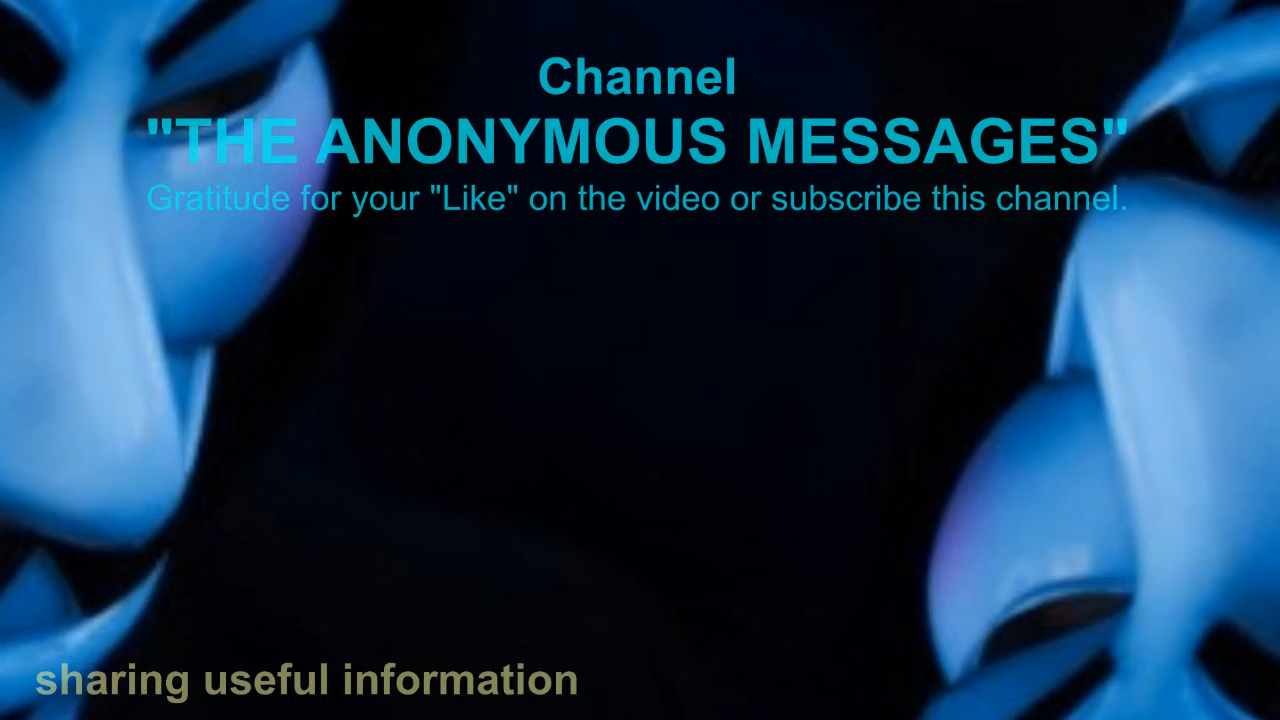 Channel
"THE ANONYMOUS MESSAGES"
Gratitude for your "Like" on the video or subscribe this channel.
sharing useful information